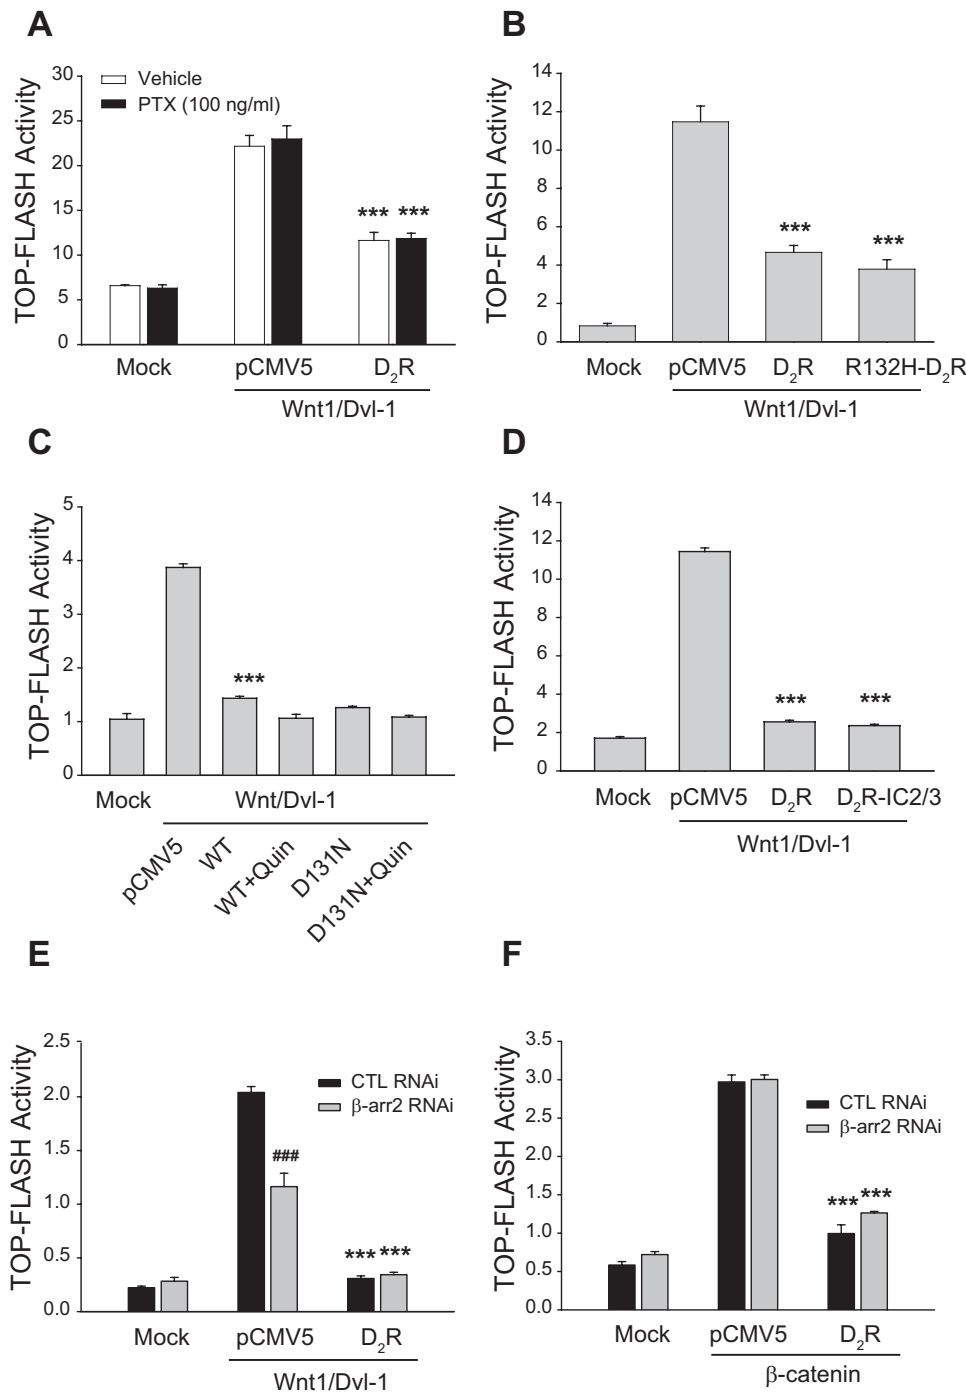 A
TOP-FLASH Activity
30
25
20
15
10
5
0
Vehicle
PTX (100 ng/ml)
*** ***
Mock pCMV5 D2R
Wnt1/Dvl-1
B
TOP-FLASH Activity
14
12
10
8
6
4
2
0
***
***
Mock pCMV5 D2R R132H-D2R
Wnt1/Dvl-1
C
TOP-FLASH Activity
5
4
3
2
1
0
***
Mock Wnt/Dvl-1
pCMV5
WT
WT+Quin
D131N
D131N+Quin
D
TOP-FLASH Activity
14
12
10
8
6
4
2
0
*** ***
Mock pCMV5 D2R D2R-IC2/3
Wnt1/Dvl-1
E
TOP-FLASH Activity
2.5
2.0
1.5
1.0
0.5
0.0
CTL RNAi
β-arr2 RNAi
###
*** ***
Mock pCMV5 D2R
Wnt1/Dvl-1
F
TOP-FLASH Activity
3.5
3.0
2.5
2.0
1.5
1.0
0.5
0.0
CTL RNAi
β-arr2 RNAi
*** ***
Mock pCMV5 D2R
β-catenin